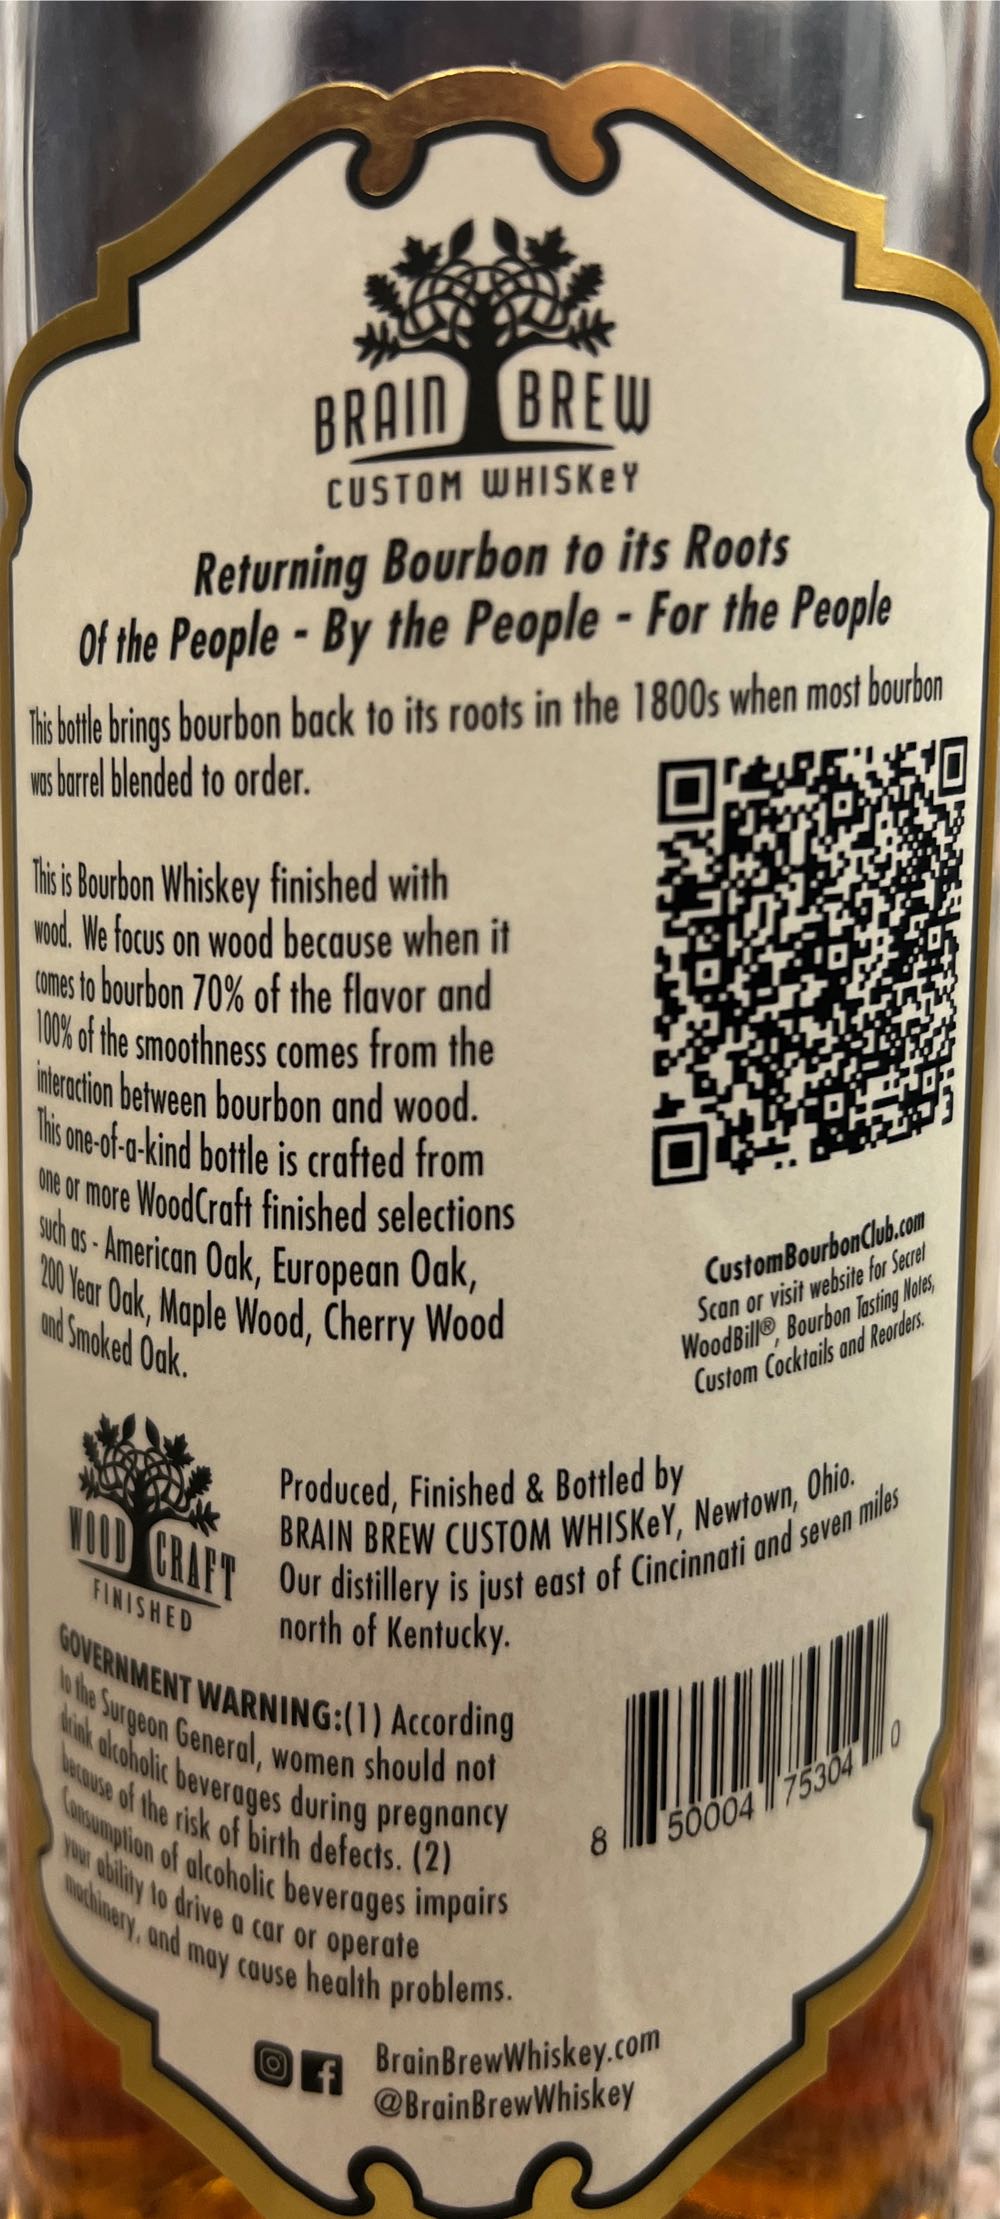 BRAIN BREW
CUSTOM WHISKeY
Returning Bourbon to its Roots
Of the People - By the People - For the People
This bottle brings bourbon back to its roots in the 1800s when most bourbon
was barrel blended to order.
This is Bourbon Whiskey finished with
wood. We focus on wood because when it
comes to bourbon 70% of the flavor and
100% of the smoothness comes from the
interaction between bourbon and wood.
This one-of-a-kind bottle is crafted from
one or more WoodCraft finished selections
such as - American Oak, European Oak,
200 Year Oak, Maple Wood, Cherry Wood
and Smoked Oak.
CustomBourbonClub.com
Scan or visit website for Secret
WoodBill®, Bourbon Tasting Notes,
Custom Cocktails and Reorders.
WOOD CRAFT
FINISHED
Produced, Finished & Bottled by
BRAIN BREW CUSTOM WHISKeY, Newtown, Ohio.
Our distillery is just east of Cincinnati and seven miles
north of Kentucky.
GOVERNMENT WARNING:(1) According
to the Surgeon General, women should not
drink alcoholic beverages during pregnancy
because of the risk of birth defects. (2)
Consumption of alcoholic beverages impairs
your ability to drive a car or operate
machinery, and may cause health problems.
8 50004 75304 0
BrainBrewWhiskey.com
@BrainBrewWhiskey